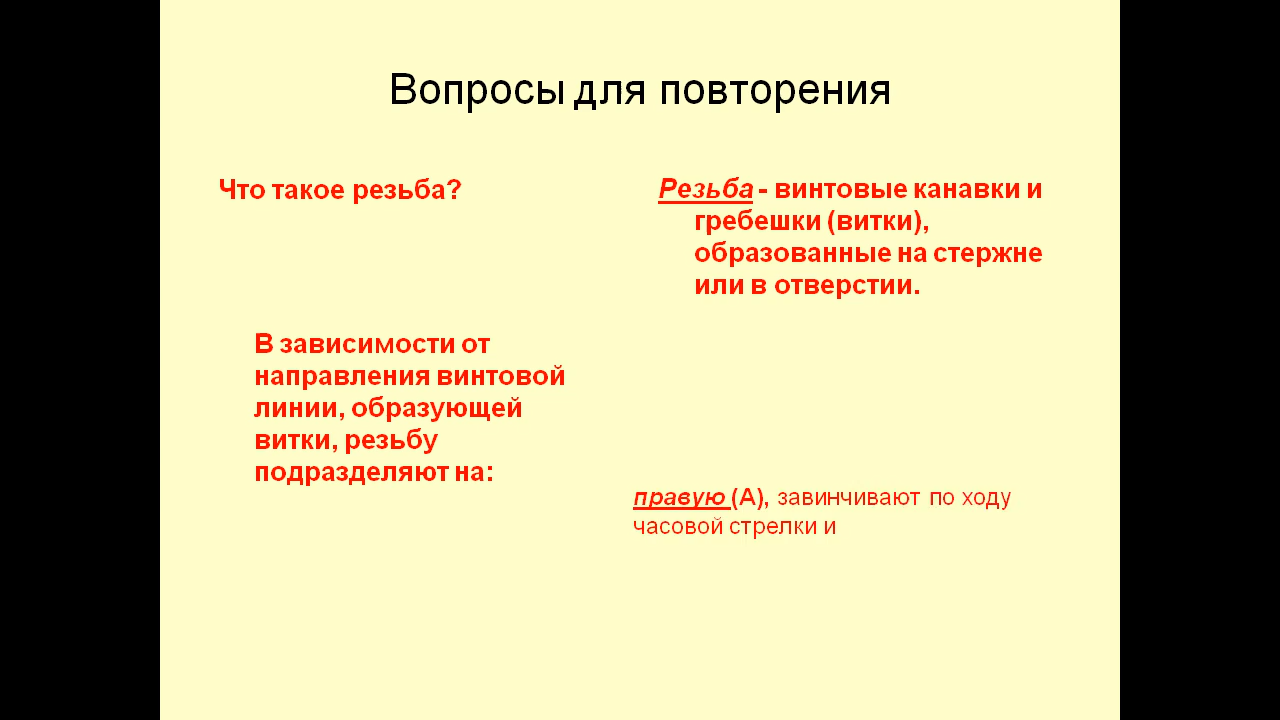 Вопросы для повторения
Что такое резьба?
Резьба - винтовые канавки и
гребешки (витки),
образованные на стержне
или в отверстии.
В зависимости от
направления винтовой
линии, образующей
витки, резьбу
подразделяют на:
правую (А), завинчивают по ходу
часовой стрелки и